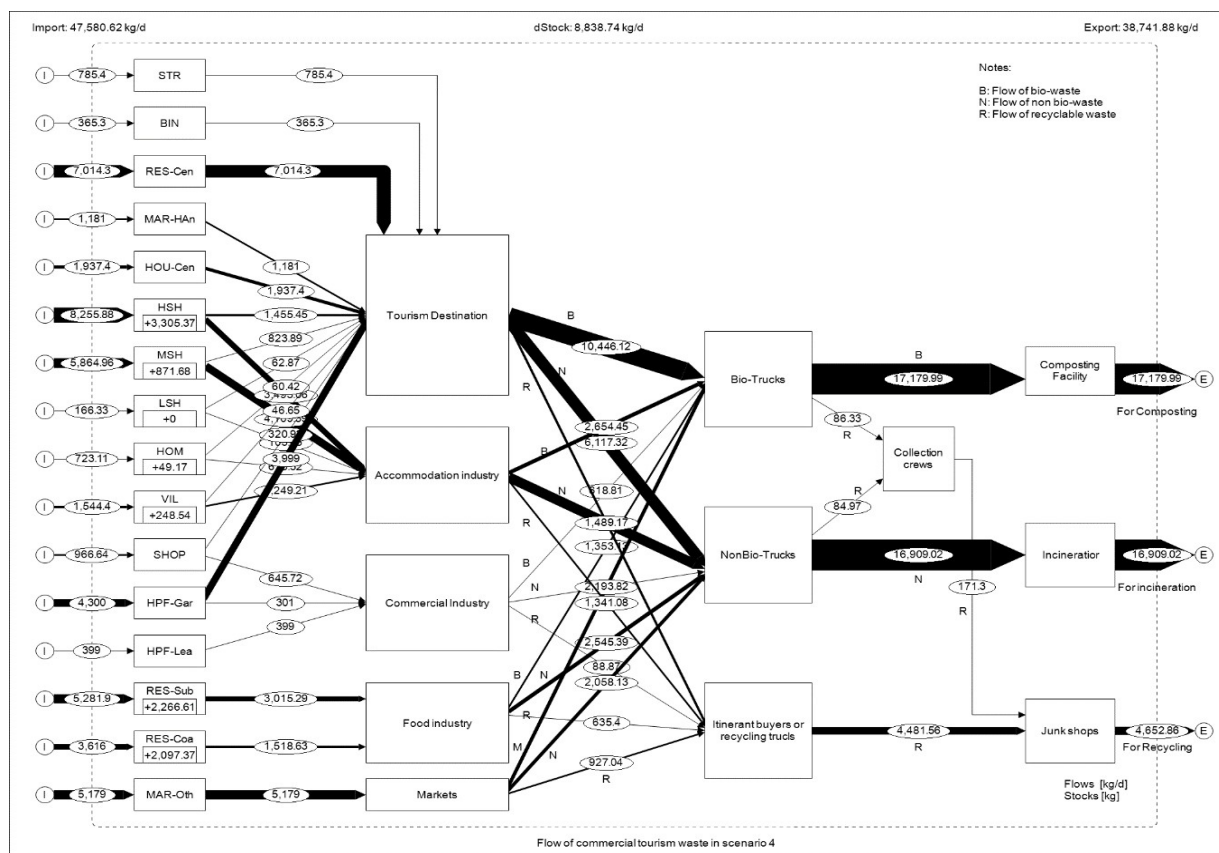 Import: 47,580.62 kg/d
dStock: 8,838.74 kg/d
Export: 38,741.88 kg/d
Notes:
B: Flow of bio-waste
N: Flow of non bio-waste
R: Flow of recyclable waste
I
785.4
STR
785.4
I
365.3
BIN
365.3
I
7,014.3
RES-Cen
7,014.3
I
1,181
MAR-HAn
1,181
I
1,937.4
HOU-Cen
1,937.4
I
8,255.88
HSH
+3,305.37
1,455.45
I
5,864.96
MSH
+871.68
823.89
62.87
60.42
I
166.33
LSH
+0
46.65
320.9
I
723.11
HOM
+49.17
3,999
I
1,544.4
VIL
+248.54
,249.21
I
966.64
SHOP
645.72
I
4,300
HPF-Gar
301
I
399
HPF-Lea
399
I
5,281.9
RES-Sub
+2,266.61
3,015.29
I
3,616
RES-Coa
+2,097.37
1,518.63
I
5,179
MAR-Oth
5,179
Tourism Destination
Accommodation industry
Commercial Industry
Food industry
Markets
B
10,446.12
N
R
2,654.45
B
6,117.32
N
618.81
R
1,489.17
B
1,353.12
N
2,193.82
R
1,341.08
2,545.39
B
N
88.87
2,058.13
R
635.4
M
N
927.04
R
Bio-Trucks
NonBio-Trucks
Itinerant buyers or
recycling trucls
B
17,179.99
86.33
R
Collection
crews
R
84.97
16,909.02
N
171.3
R
4,481.56
R
Composting
Facility
17,179.99
E
For Composting
Incineratior
16,909.02
E
For incineration
Junk shops
4,652.86
E
For Recycling
Flows [kg/d]
Stocks [kg]
Flow of commercial tourism waste in scenario 4